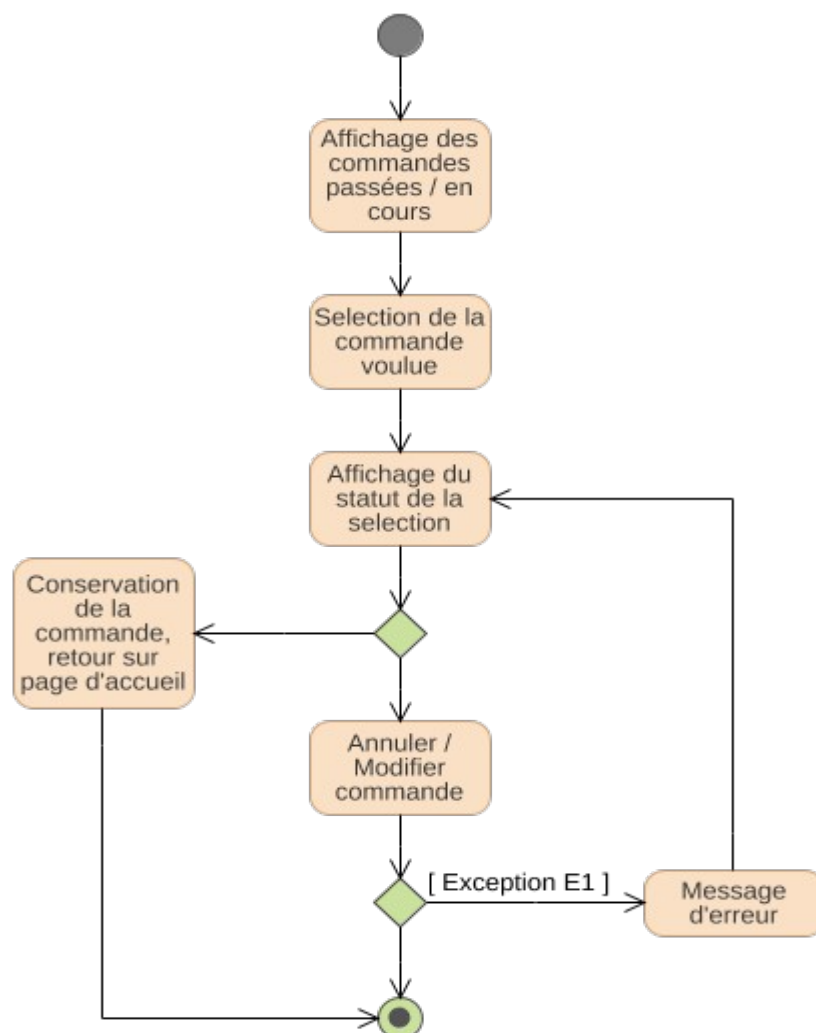 Affichage des
commandes
passées / en
cours
Selection de la
commande
voulue
Affichage du
statut de la
selection
Conservation
de la
commande,
retour sur
page d'accueil
Annuler /
Modifier
commande
[ Exception E1 ]
Message
d'erreur